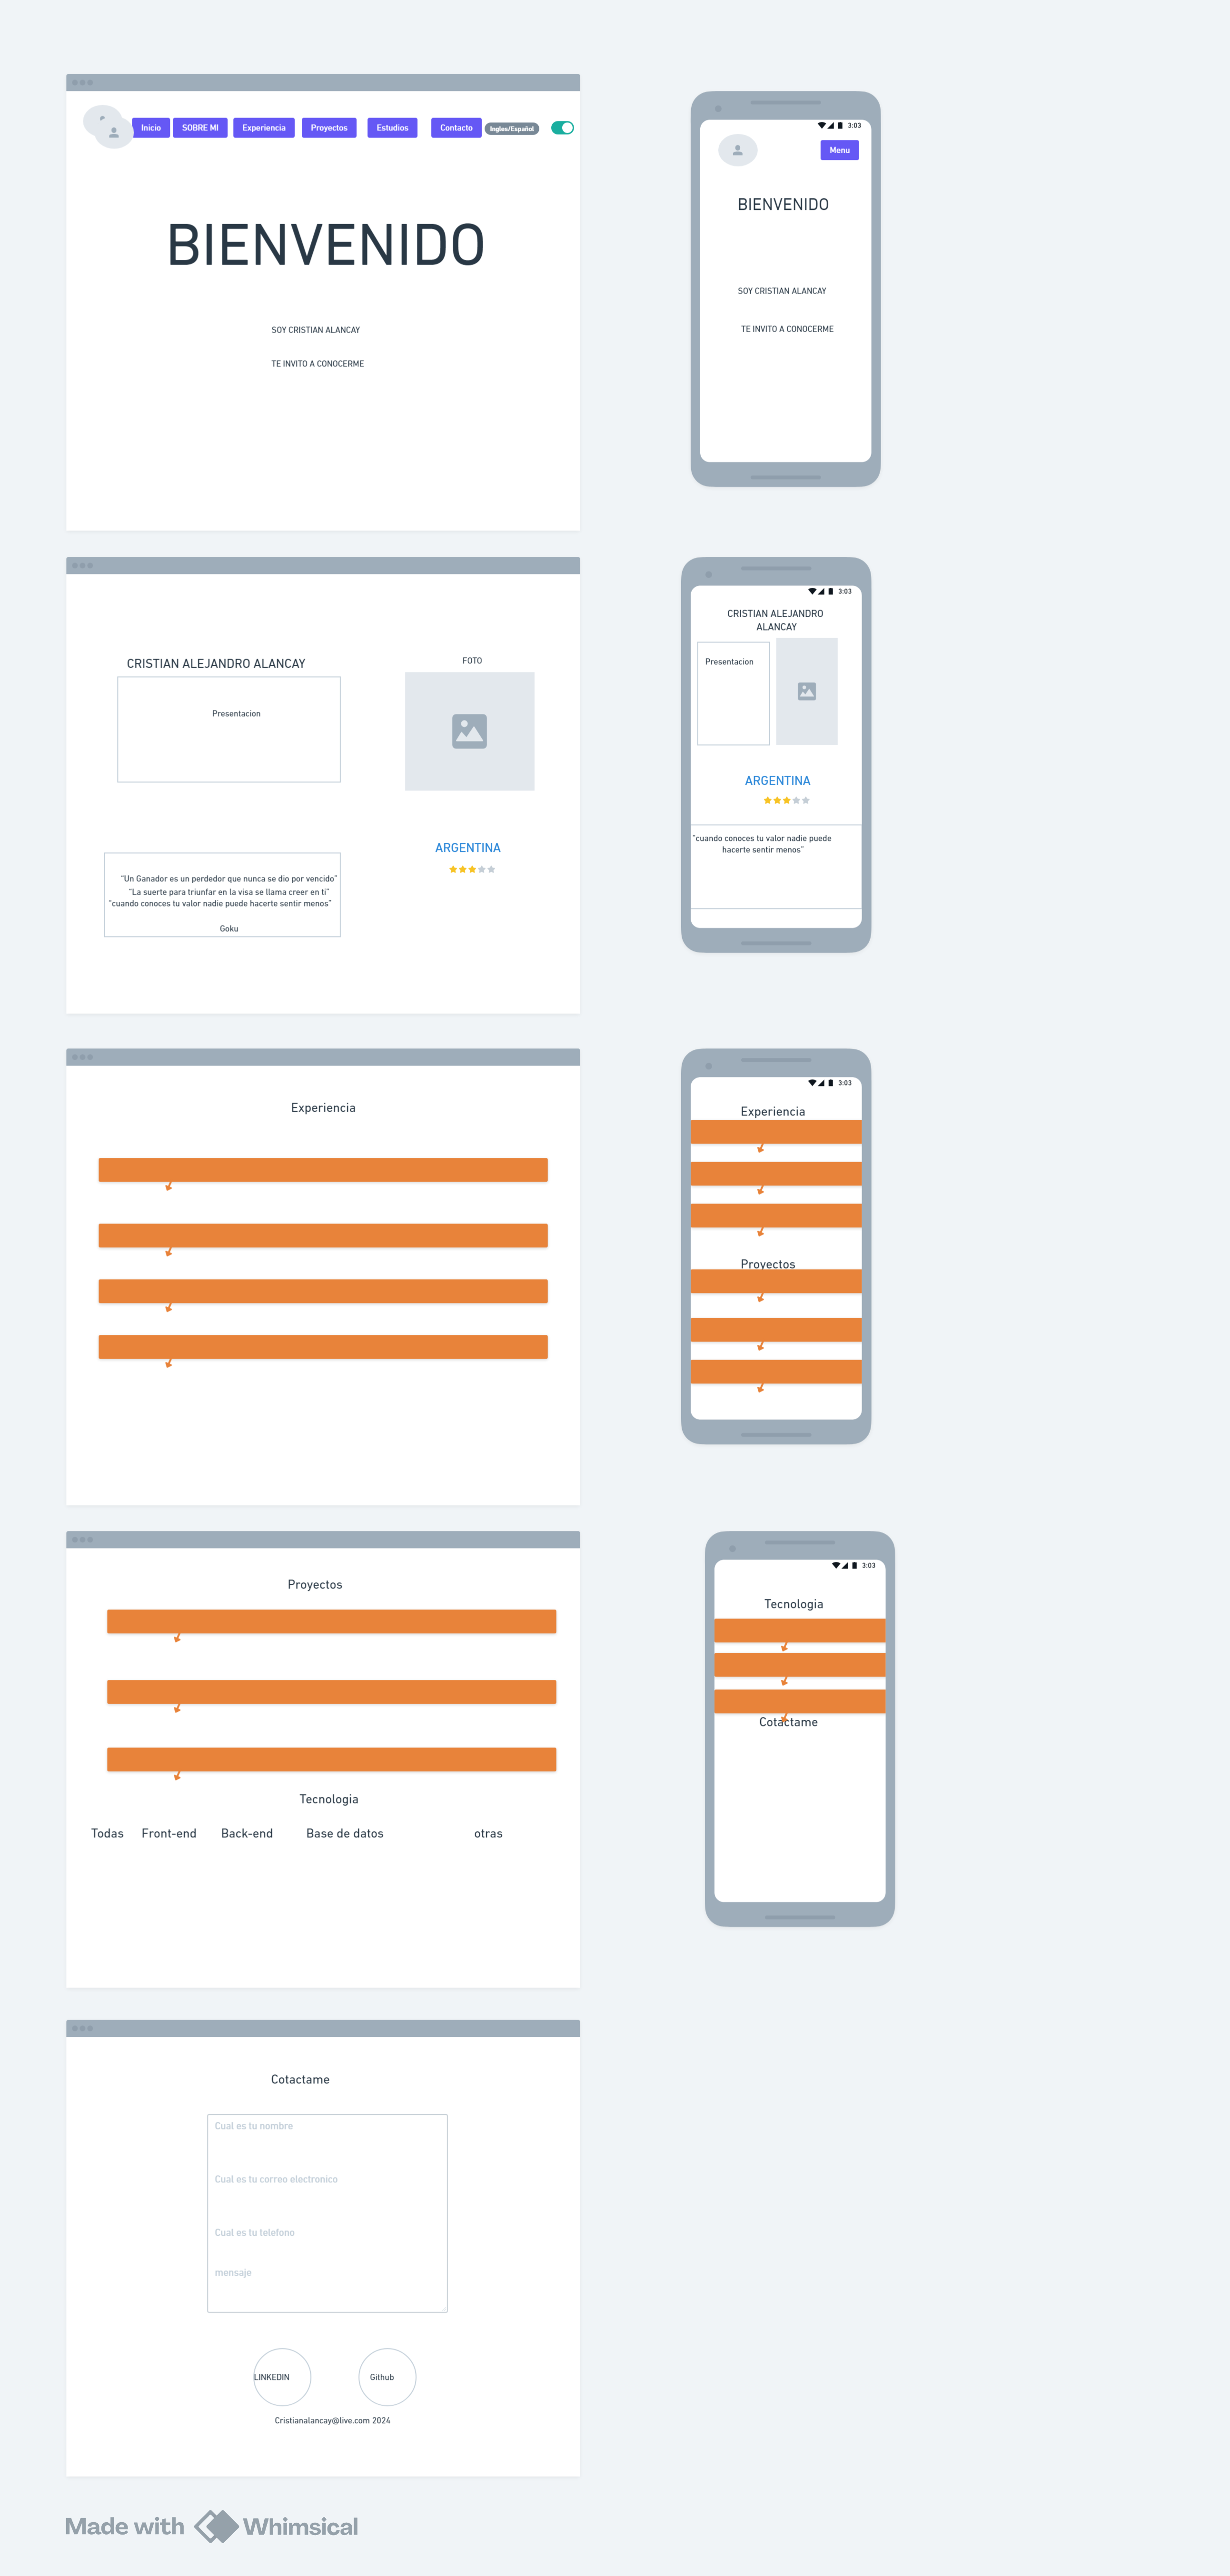 Inicio
SOBRE MI
Experiencia
Proyectos
Estudios
Contacto
Ingles/Español
BIENVENIDO
SOY CRISTIAN ALANCAY
TE INVITO A CONOCERME
3:03
Menu
BIENVENIDO
SOY CRISTIAN ALANCAY
TE INVITO A CONOCERME
CRISTIAN ALEJANDRO ALANCAY
Presentacion
FOTO
ARGENTINA
"Un Ganador es un perdedor que nunca se dio por vencido"
"La suerte para triunfar en la visa se llama creer en ti"
"cuando conoces tu valor nadie puede hacerte sentir menos"
Goku
3:03
CRISTIAN ALEJANDRO
ALANCAY
Presentacion
ARGENTINA
"cuando conoces tu valor nadie puede
hacerte sentir menos"
Experiencia
3:03
Experiencia
Proyectos
Proyectos
Tecnologia
Todas
Front-end
Back-end
Base de datos
otras
3:03
Tecnologia
Cotactame
Cotactame
Cual es tu nombre
Cual es tu correo electronico
Cual es tu telefono
mensaje
LINKEDIN
Github
Cristianalancay@live.com 2024
Made with Whimsical